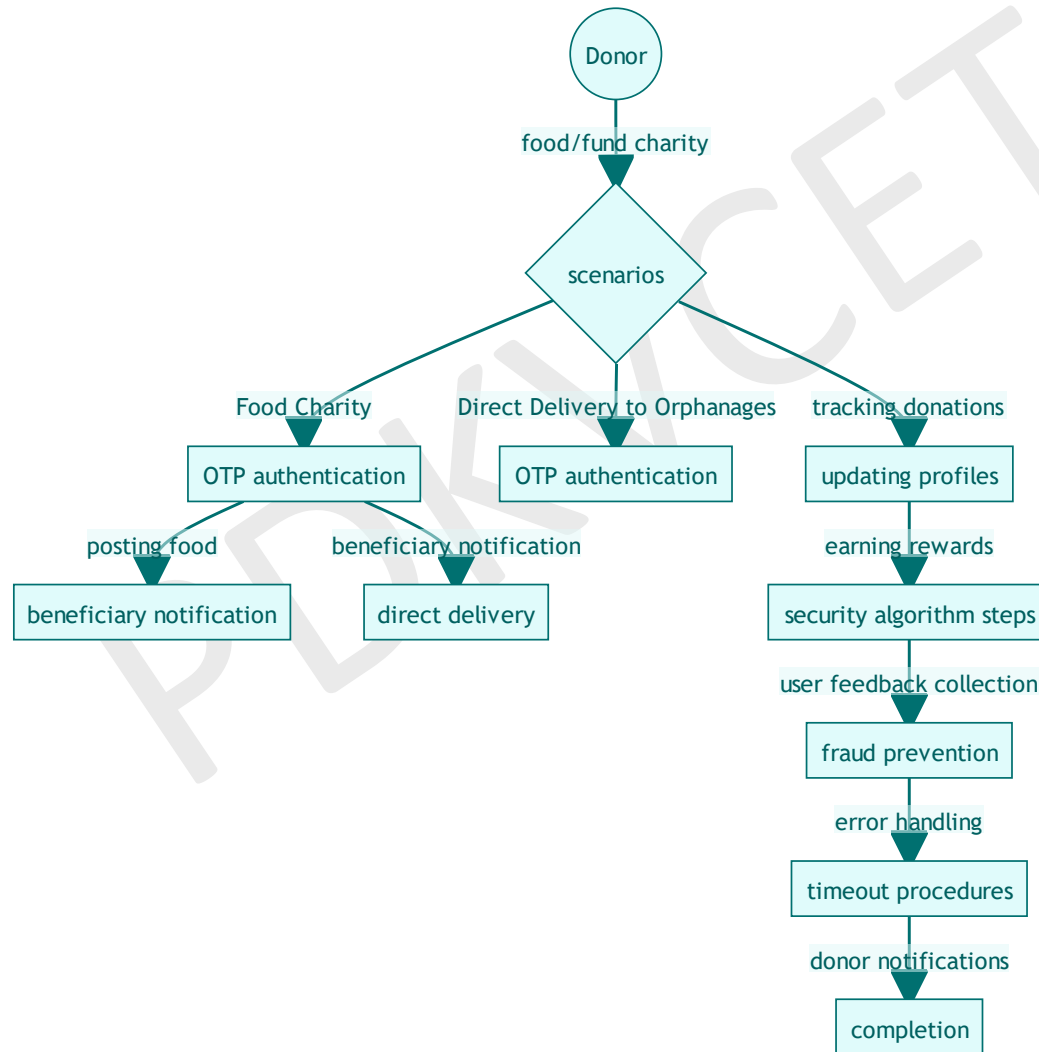 Donor
food/fund charity
scenarios
Food Charity
Direct Delivery to Orphanages
tracking donations
OTP authentication
OTP authentication
updating profiles
posting food
beneficiary notification
earning rewards
beneficiary notification
direct delivery
security algorithm steps
user feedback collection
fraud prevention
error handling
timeout procedures
donor notifications
completion
PDKVCET